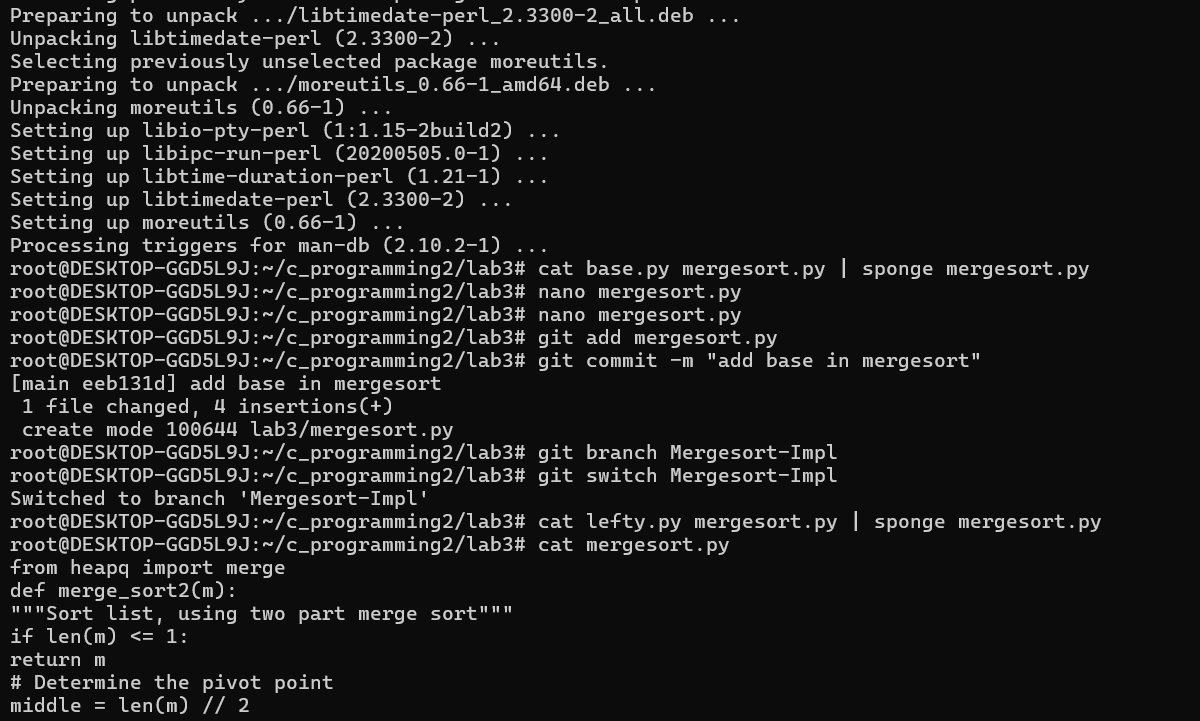 Preparing to unpack .../libtimedate-perl_2.3300-2_all.deb ...
Unpacking libtimedate-perl (2.3300-2) ...
Selecting previously unselected package moreutils.
Preparing to unpack .../moreutils_0.66-1_amd64.deb ...
Unpacking moreutils (0.66-1) ...
Setting up libio-pty-perl (1:1.15-2build2) ...
Setting up libipc-run-perl (20200505.0-1) ...
Setting up libtime-duration-perl (1.21-1) ...
Setting up libtimedate-perl (2.3300-2) ...
Setting up moreutils (0.66-1) ...
Processing triggers for man-db (2.10.2-1) ...
root@DESKTOP-GGD5L9J:~/c_programming2/lab3# cat base.py mergesort.py | sponge mergesort.py
root@DESKTOP-GGD5L9J:~/c_programming2/lab3# nano mergesort.py
root@DESKTOP-GGD5L9J:~/c_programming2/lab3# nano mergesort.py
root@DESKTOP-GGD5L9J:~/c_programming2/lab3# git add mergesort.py
root@DESKTOP-GGD5L9J:~/c_programming2/lab3# git commit -m "add base in mergesort"
[main eeb131d] add base in mergesort
 1 file changed, 4 insertions(+)
 create mode 100644 lab3/mergesort.py
root@DESKTOP-GGD5L9J:~/c_programming2/lab3# git branch Mergesort-Impl
root@DESKTOP-GGD5L9J:~/c_programming2/lab3# git switch Mergesort-Impl
Switched to branch 'Mergesort-Impl'
root@DESKTOP-GGD5L9J:~/c_programming2/lab3# cat lefty.py mergesort.py | sponge mergesort.py
root@DESKTOP-GGD5L9J:~/c_programming2/lab3# cat mergesort.py
from heapq import merge
def merge_sort2(m):
"""Sort list, using two part merge sort"""
if len(m) <= 1:
return m
# Determine the pivot point
middle = len(m) // 2